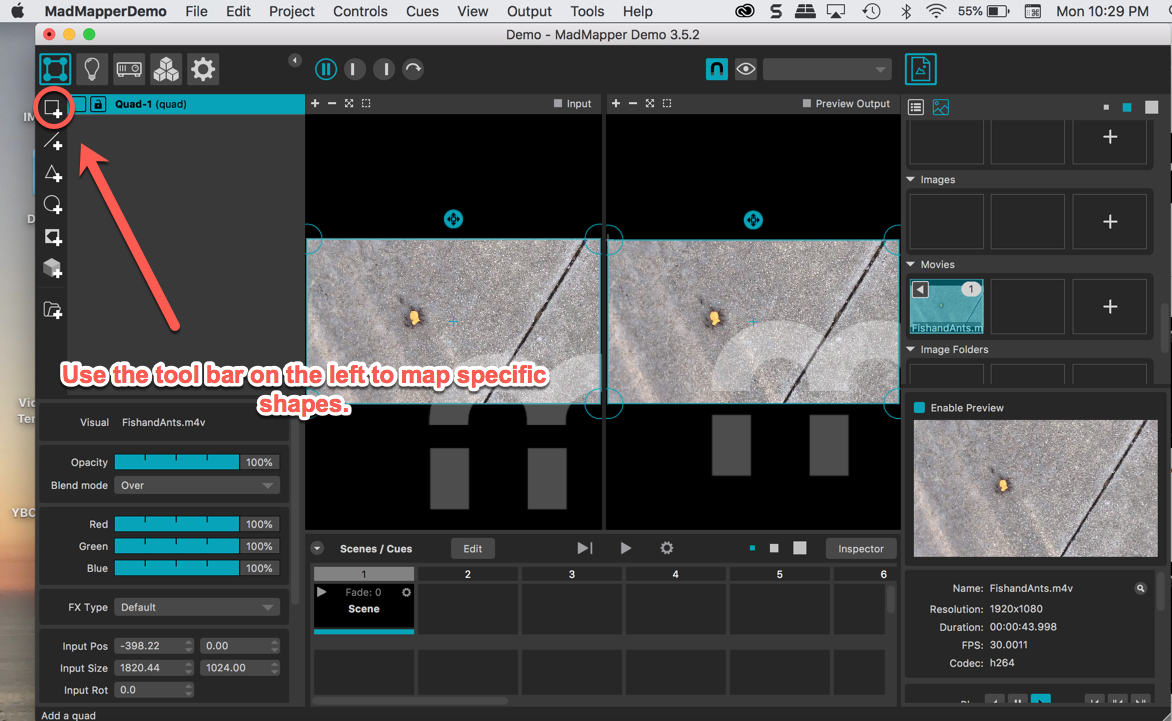 MadMapperDemo File Edit Project Controls Cues View Output Tools Help 55% Mon 10:29 PM
Demo - MadMapper Demo 3.5.2
Quad-1 (quad)
Input
Preview Output
Images
Movies
1
FishandAnts.m
Image Folders
Use the tool bar on the left to map specific
shapes.
Visual FishandAnts.m4v
Opacity 100%
Blend mode Over
Red 100%
Green 100%
Blue 100%
FX Type Default
Input Pos -398.22 0.00
Input Size 1820.44 1024.00
Input Rot 0.0
Add a quad
Scenes / Cues Edit Inspector
1 2 3 4 5 6
Fade: 0
Scene
Enable Preview
Name: FishandAnts.m4v
Resolution: 1920x1080
Duration: 00:00:43.998
FPS: 30.0011
Codec: h264
YBC